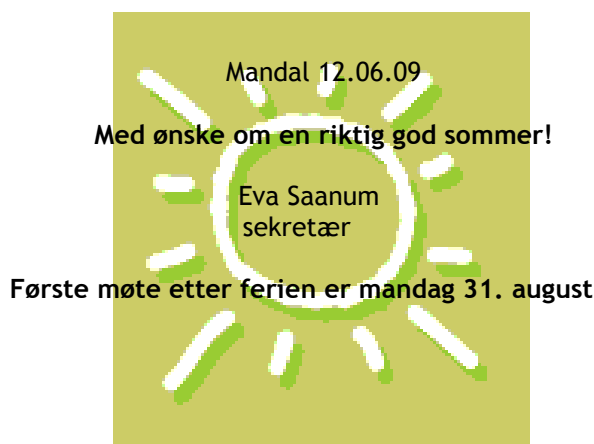 Mandal 12.06.09
Med ønske om en riktig god sommer!
Eva Saanum
sekretær
Første møte etter ferien er mandag 31. august